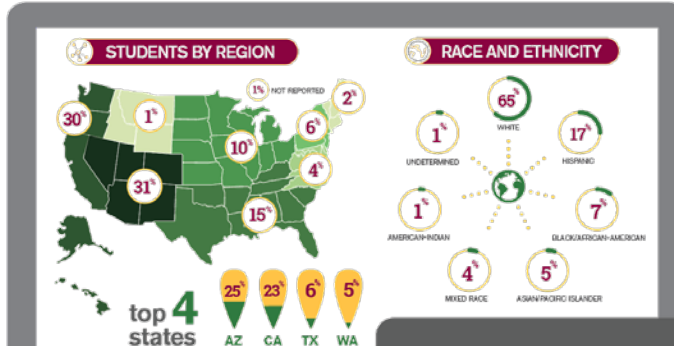 STUDENTS BY REGION
1% NOT REPORTED
30%
1%
2%
6%
10%
4%
31%
15%
top 4
states
25% 23% 6% 5%
AZ CA TX WA
RACE AND ETHNICITY
65%
WHITE
1%
UNDETERMINED
17%
HISPANIC
1%
AMERICAN-INDIAN
7%
BLACK/AFRICAN-AMERICAN
4%
MIXED RACE
5%
ASIAN/PACIFIC ISLANDER